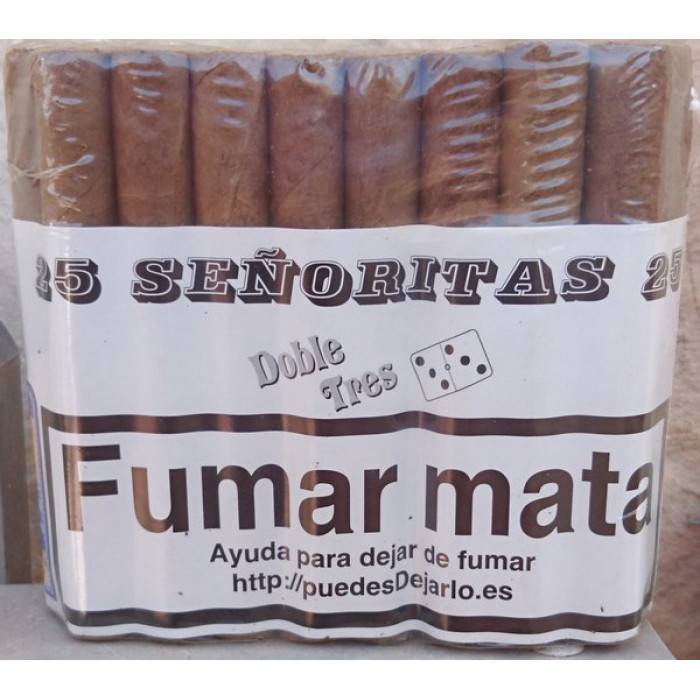 25 SEÑORITAS 25
Doble
Tres
Fumar mata
Ayuda para dejar de fumar
http://puedesDejarlo.es